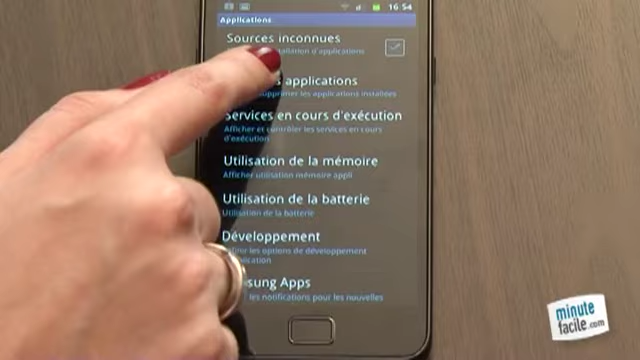 16:54
Applications
Sources inconnues
d'applications
applications
supprimer les applications installées
Services en cours d'exécution
Afficher et contrôler les services en cours
d'exécution
Utilisation de la mémoire
Afficher utilisation mémoire appli
Utilisation de la batterie
Utilisation de la batterie
Développement
les options de développement
sung Apps
les notifications pour les nouvelles
minute
facile.com